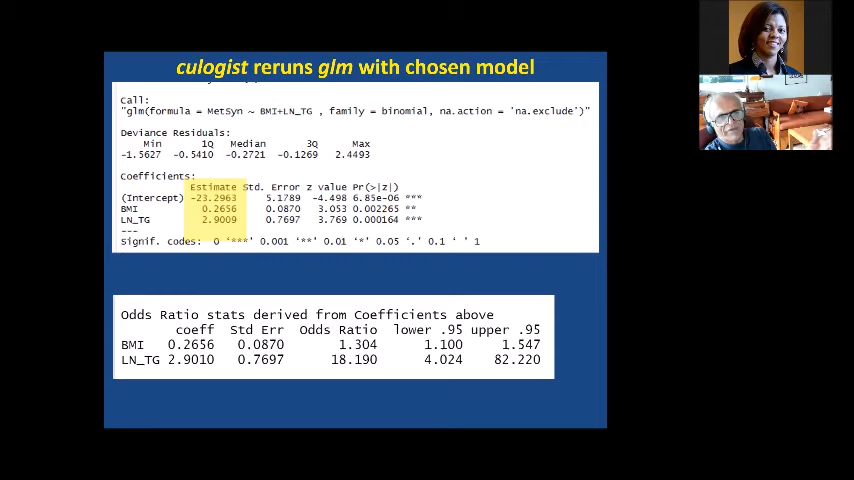 culogist reruns glm with chosen model
Call:
"glm(formula = MetSyn ~ BMI+LN_TG , family = binomial, na.action = 'na.exclude')"
Deviance Residuals:
Min 1Q Median 3Q Max
-1.5627 -0.5410 -0.2721 -0.1269 2.4493
Coefficients:
Estimate Std. Error z value Pr(>|z|)
(Intercept) -23.2963 5.1789 -4.498 6.85e-06 ***
BMI 0.2656 0.0870 3.053 0.002265 **
LN_TG 2.9009 0.7697 3.769 0.000164 ***
---
Signif. codes: 0 '***' 0.001 '**' 0.01 '*' 0.05 '.' 0.1 ' ' 1
Odds Ratio stats derived from Coefficients above
coeff Std Err Odds Ratio lower .95 upper .95
BMI 0.2656 0.0870 1.304 1.100 1.547
LN_TG 2.9010 0.7697 18.190 4.024 82.220